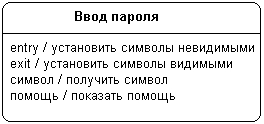 Ввод пароля
entry / установить символы невидимыми
exit / установить символы видимыми
символ / получить символ
помощь / показать помощь